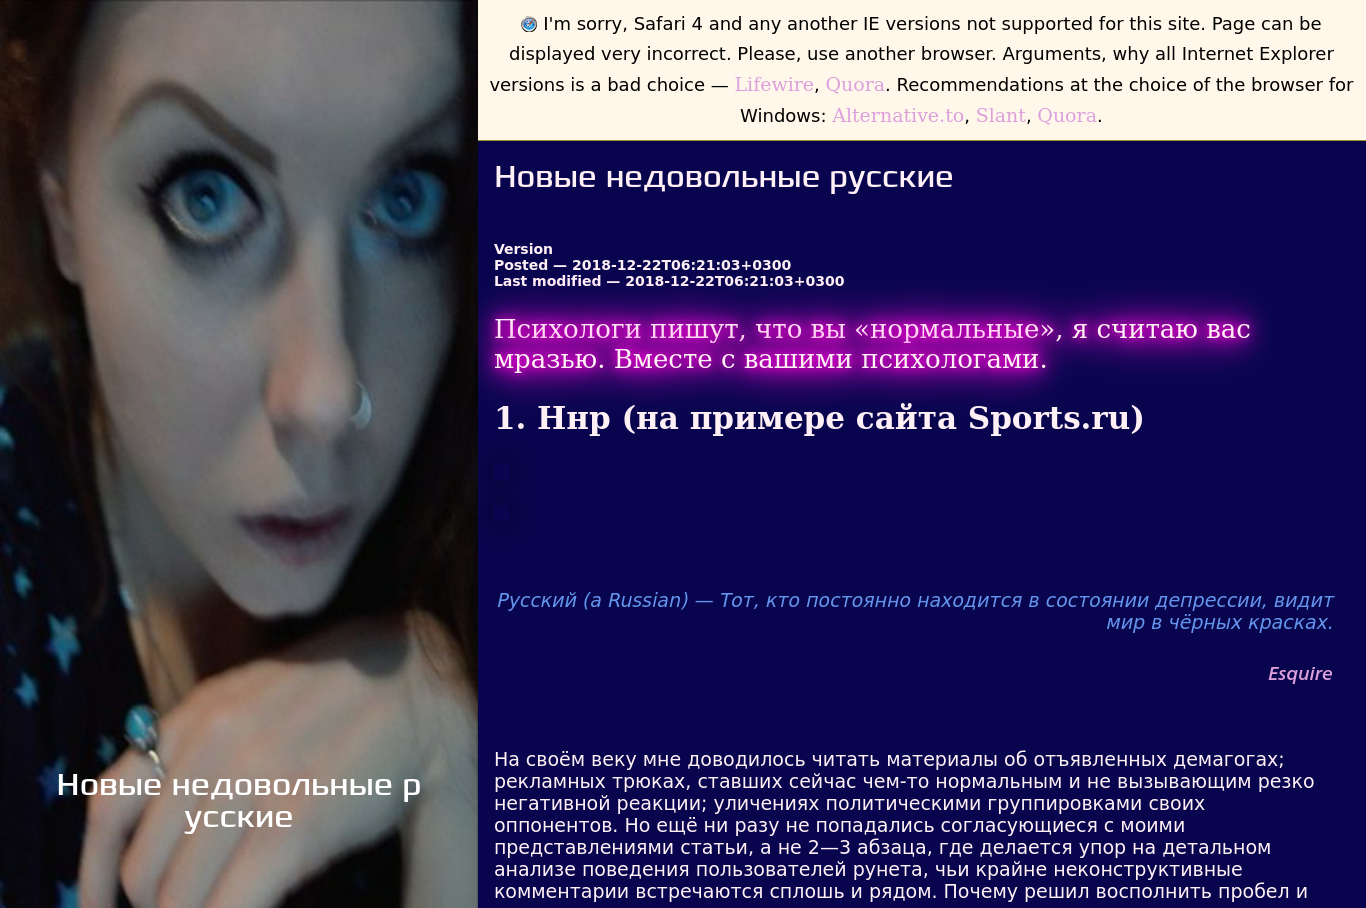 I'm sorry, Safari 4 and any another IE versions not supported for this site. Page can be
displayed very incorrect. Please, use another browser. Arguments, why all Internet Explorer
versions is a bad choice — Lifewire, Quora. Recommendations at the choice of the browser for
Windows: Alternative.to, Slant, Quora.
Новые недовольные русские
Version
Posted — 2018-12-22T06:21:03+0300
Last modified — 2018-12-22T06:21:03+0300
Психологи пишут, что вы «нормальные», я считаю вас
мразью. Вместе с вашими психологами.
1. Ннр (на примере сайта Sports.ru)
Русский (a Russian) — Тот, кто постоянно находится в состоянии депрессии, видит
мир в чёрных красках.
Esquire
На своём веку мне доводилось читать материалы об отъявленных демагогах;
рекламных трюках, ставших сейчас чем-то нормальным и не вызывающим резко
негативной реакции; уличениях политическими группировками своих
оппонентов. Но ещё ни разу не попадались согласующиеся с моими
представлениями статьи, а не 2—3 абзаца, где делается упор на детальном
анализе поведения пользователей рунета, чьи крайне неконструктивные
комментарии встречаются сплошь и рядом. Почему решил восполнить пробел и
Новые недовольные р
усские